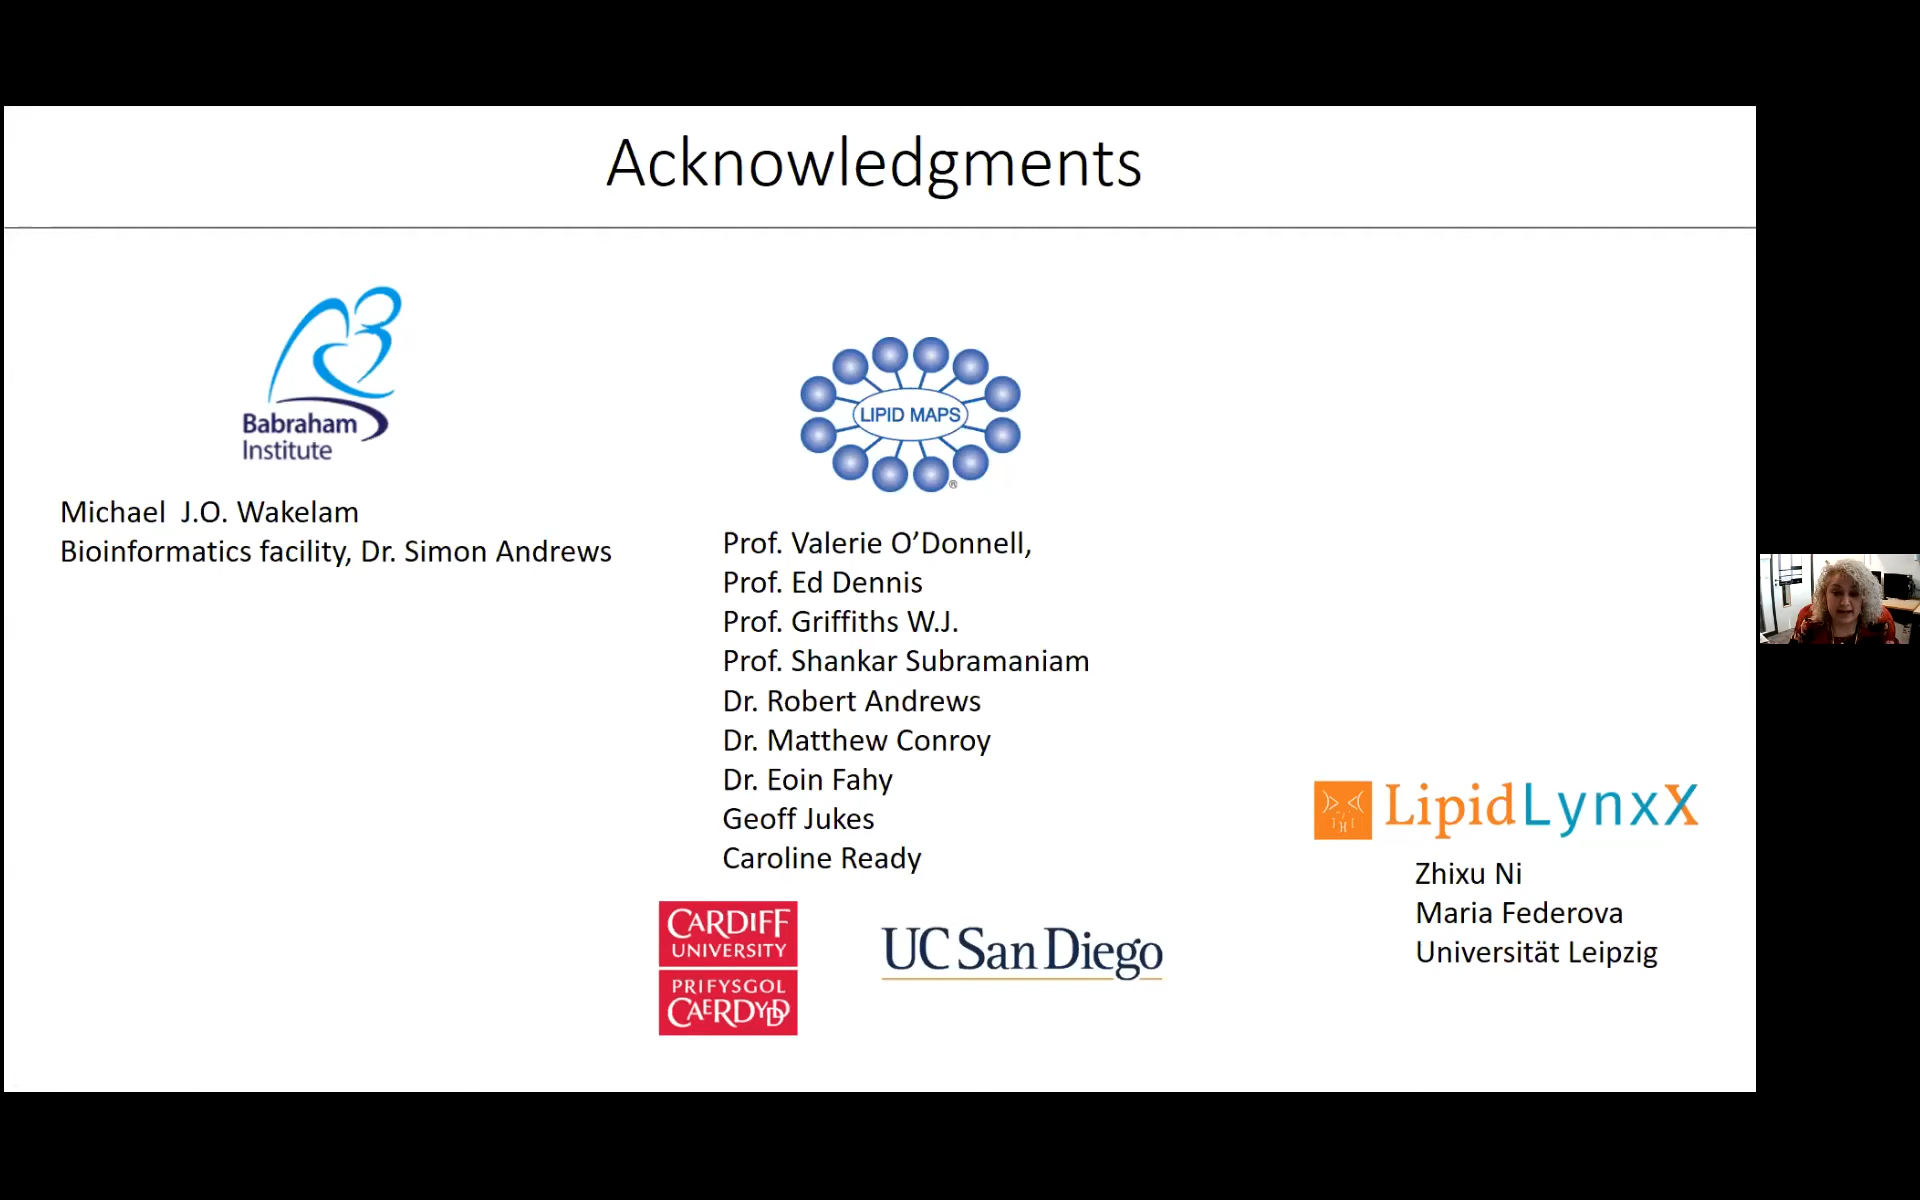 Acknowledgments
Babraham
Institute
Michael J.O. Wakelam
Bioinformatics facility, Dr. Simon Andrews
LIPID MAPS
®
Prof. Valerie O’Donnell,
Prof. Ed Dennis
Prof. Griffiths W.J.
Prof. Shankar Subramaniam
Dr. Robert Andrews
Dr. Matthew Conroy
Dr. Eoin Fahy
Geoff Jukes
Caroline Ready
CARDIFF
UNIVERSITY
PRIFYSGOL
CAERDYDD
UC San Diego
LipidLynxX
Zhixu Ni
Maria Federova
Universität Leipzig